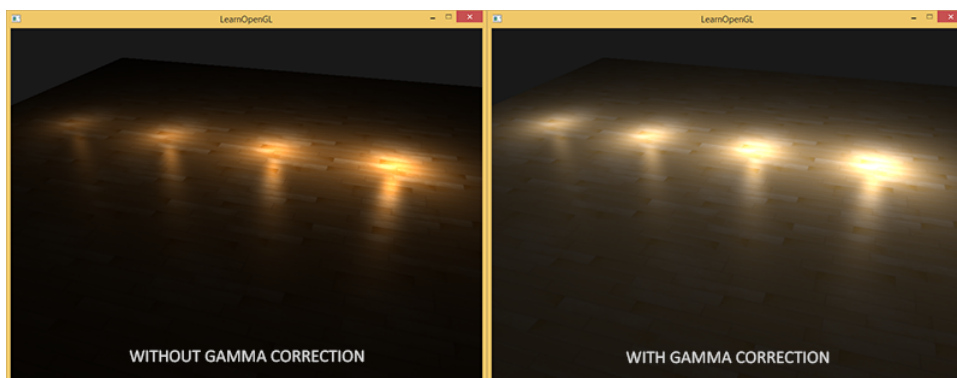 LearnOpenGL
WITHOUT GAMMA CORRECTION
LearnOpenGL
WITH GAMMA CORRECTION